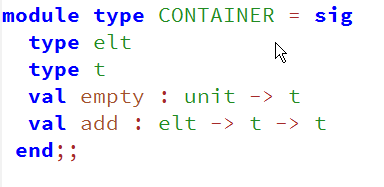 module type CONTAINER = sig
  type elt
  type t
  val empty : unit -> t
  val add : elt -> t -> t
 end;;